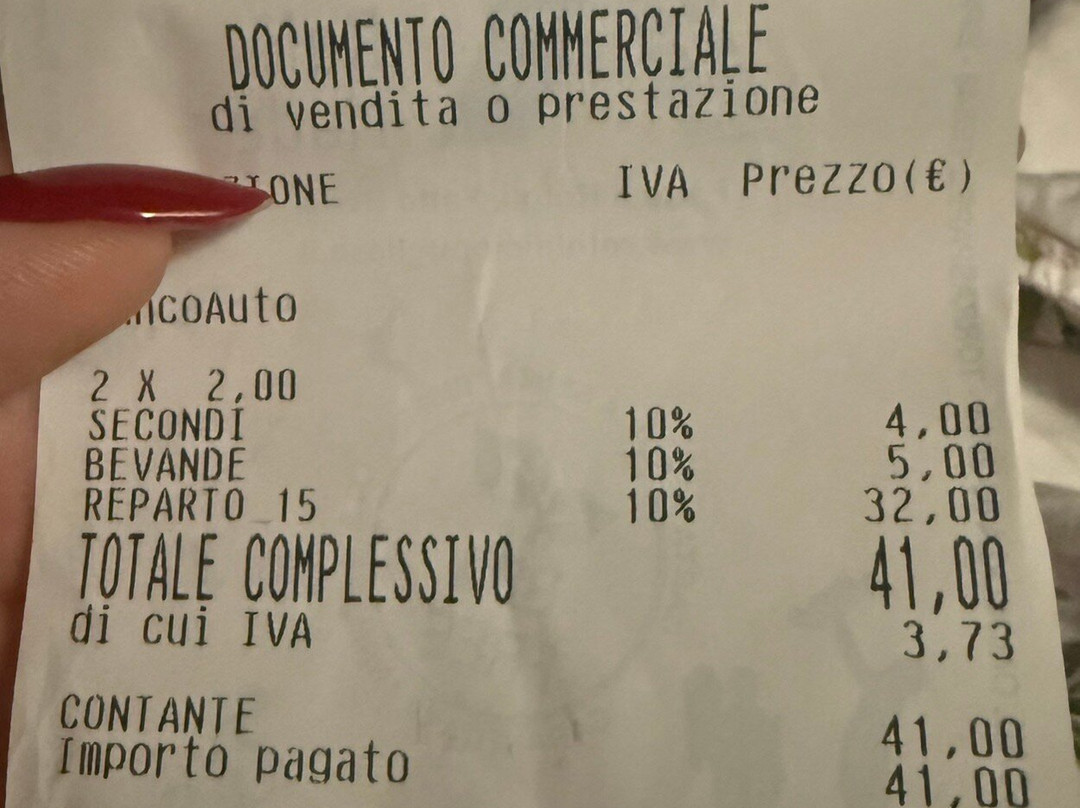 DOCUMENTO COMMERCIALE
di vendita o prestazione
IVA Prezzo(€)
2 X 2,00
SECONDI 10% 4,00
BEVANDE 10% 5,00
REPARTO 15 10% 32,00
TOTALE COMPLESSIVO 41,00
di cui IVA 3,73
CONTANTE 41,00
Importo pagato 41,00